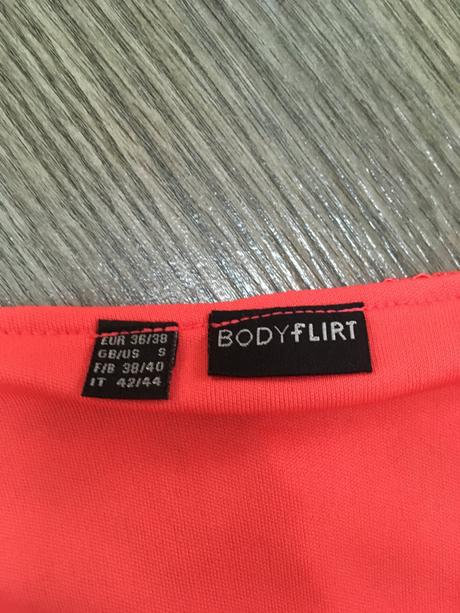 EUR 36/38
GB/US S
F/B 38/40
IT 42/44
BODYFLIRT